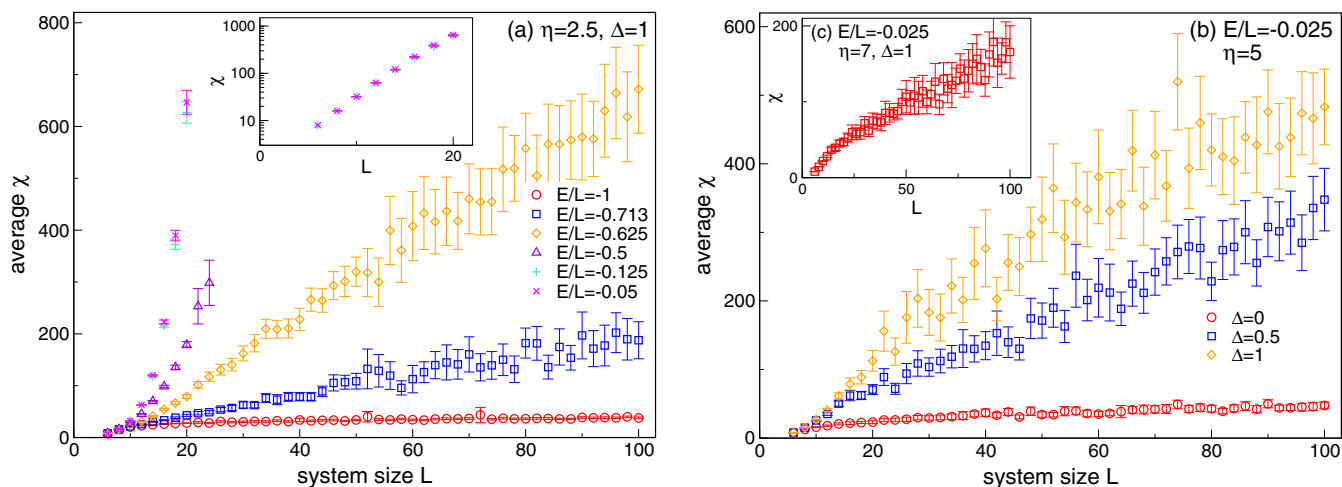 (a) η=2.5, Δ=1
average χ
800
600
400
200
0
0
20
40
60
80
100
system size L
E/L=-1
E/L=-0.713
E/L=-0.625
E/L=-0.5
E/L=-0.125
E/L=-0.05
χ
1000
100
10
0
20
L
(b) E/L=-0.025
η=5
average χ
600
400
200
0
0
20
40
60
80
100
system size L
Δ=0
Δ=0.5
Δ=1
(c) E/L=-0.025
η=7, Δ=1
χ
200
0
50
100
L